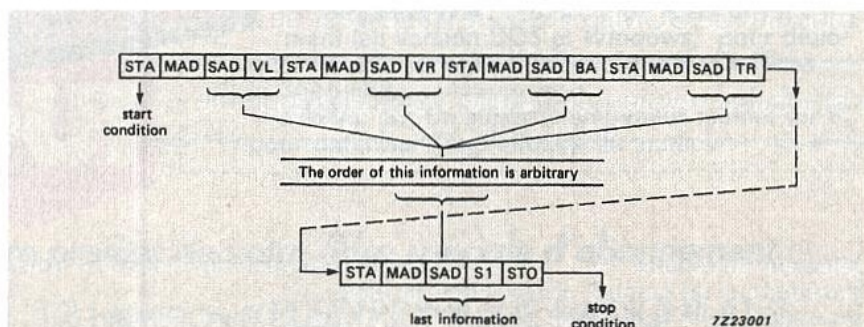 STA MAD SAD VL STA MAD SAD VR STA MAD SAD BA STA MAD SAD TR
start
condition
The order of this information is arbitrary
STA MAD SAD S1 STO
last information
stop
condition
7Z23001